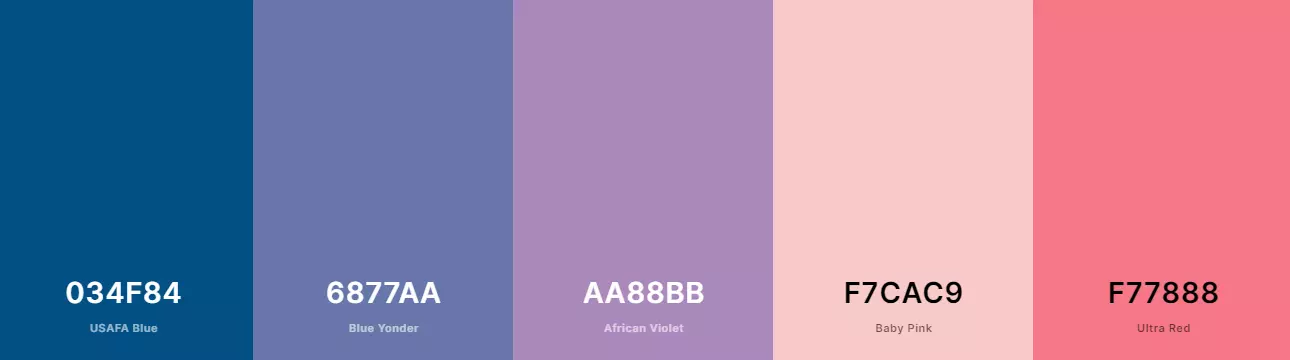 034F84
USAFA Blue
6877AA
Blue Yonder
AA88BB
African Violet
F7CAC9
Baby Pink
F77888
Ultra Red